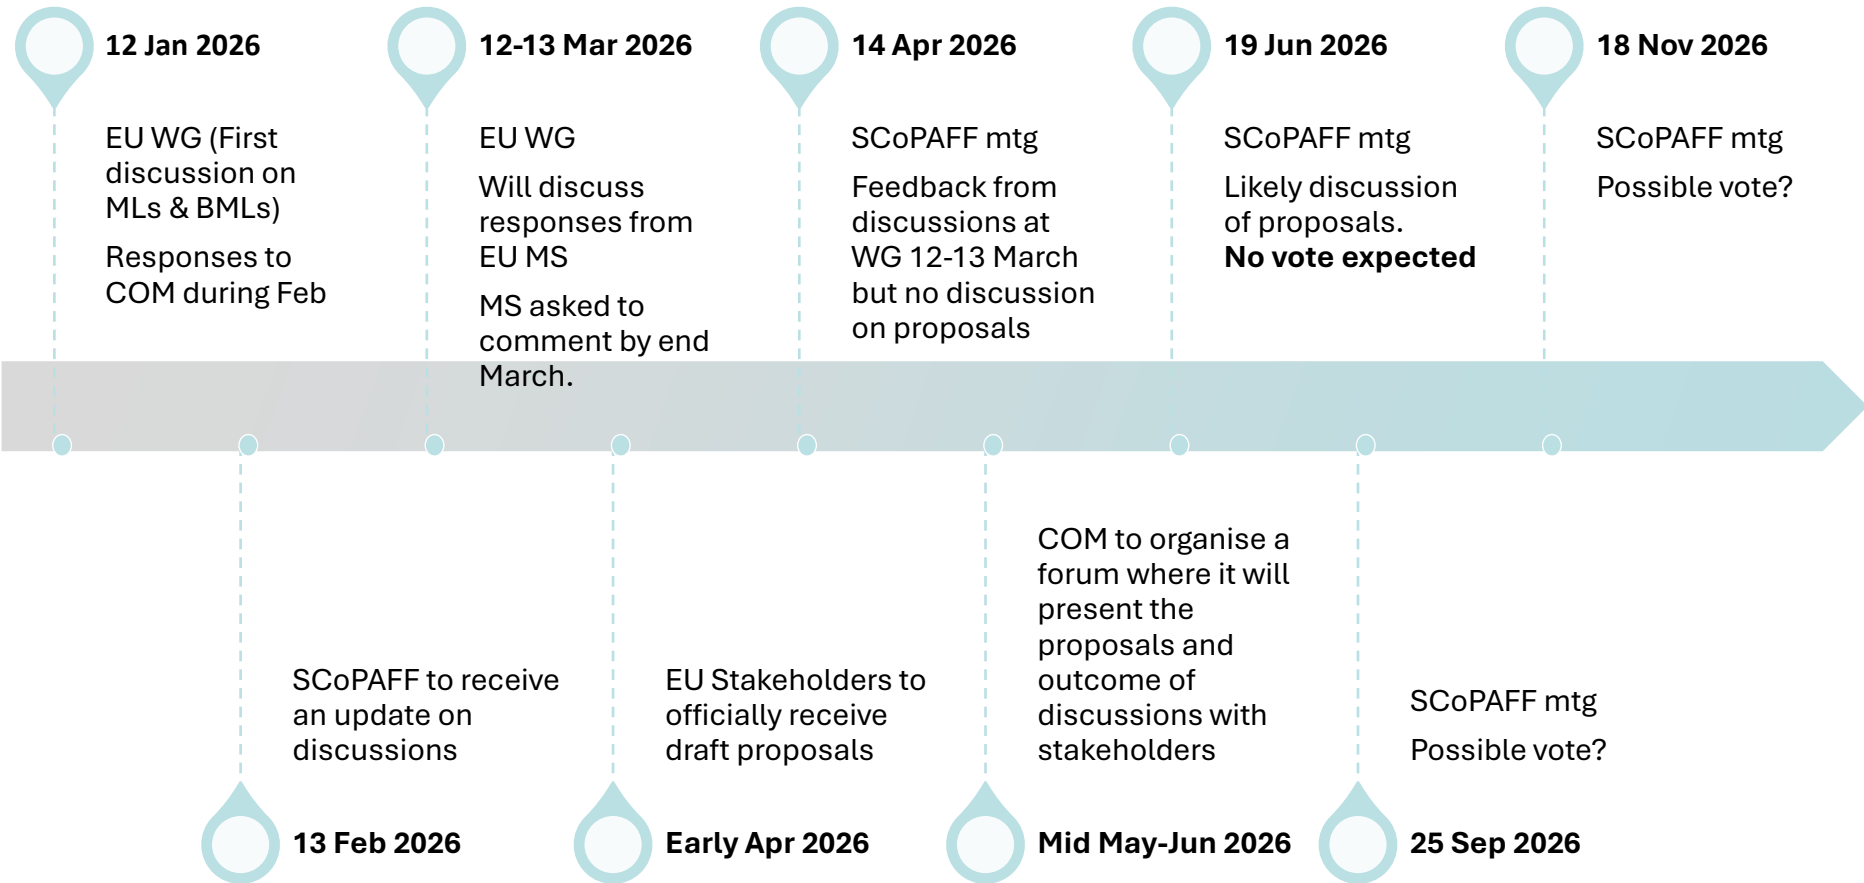 12 Jan 2026
EU WG (First
discussion on
MLs & BMLs)
Responses to
COM during Feb
12-13 Mar 2026
EU WG
Will discuss
responses from
EU MS
MS asked to
comment by end
March.
14 Apr 2026
SCoPAFF mtg
Feedback from
discussions at
WG 12-13 March
but no discussion
on proposals
19 Jun 2026
SCoPAFF mtg
Likely discussion
of proposals.
No vote expected
18 Nov 2026
SCoPAFF mtg
Possible vote?
SCoPAFF to receive
an update on
discussions
13 Feb 2026
EU Stakeholders to
officially receive
draft proposals
Early Apr 2026
COM to organise a
forum where it will
present the
proposals and
outcome of
discussions with
stakeholders
Mid May-Jun 2026
SCoPAFF mtg
Possible vote?
25 Sep 2026